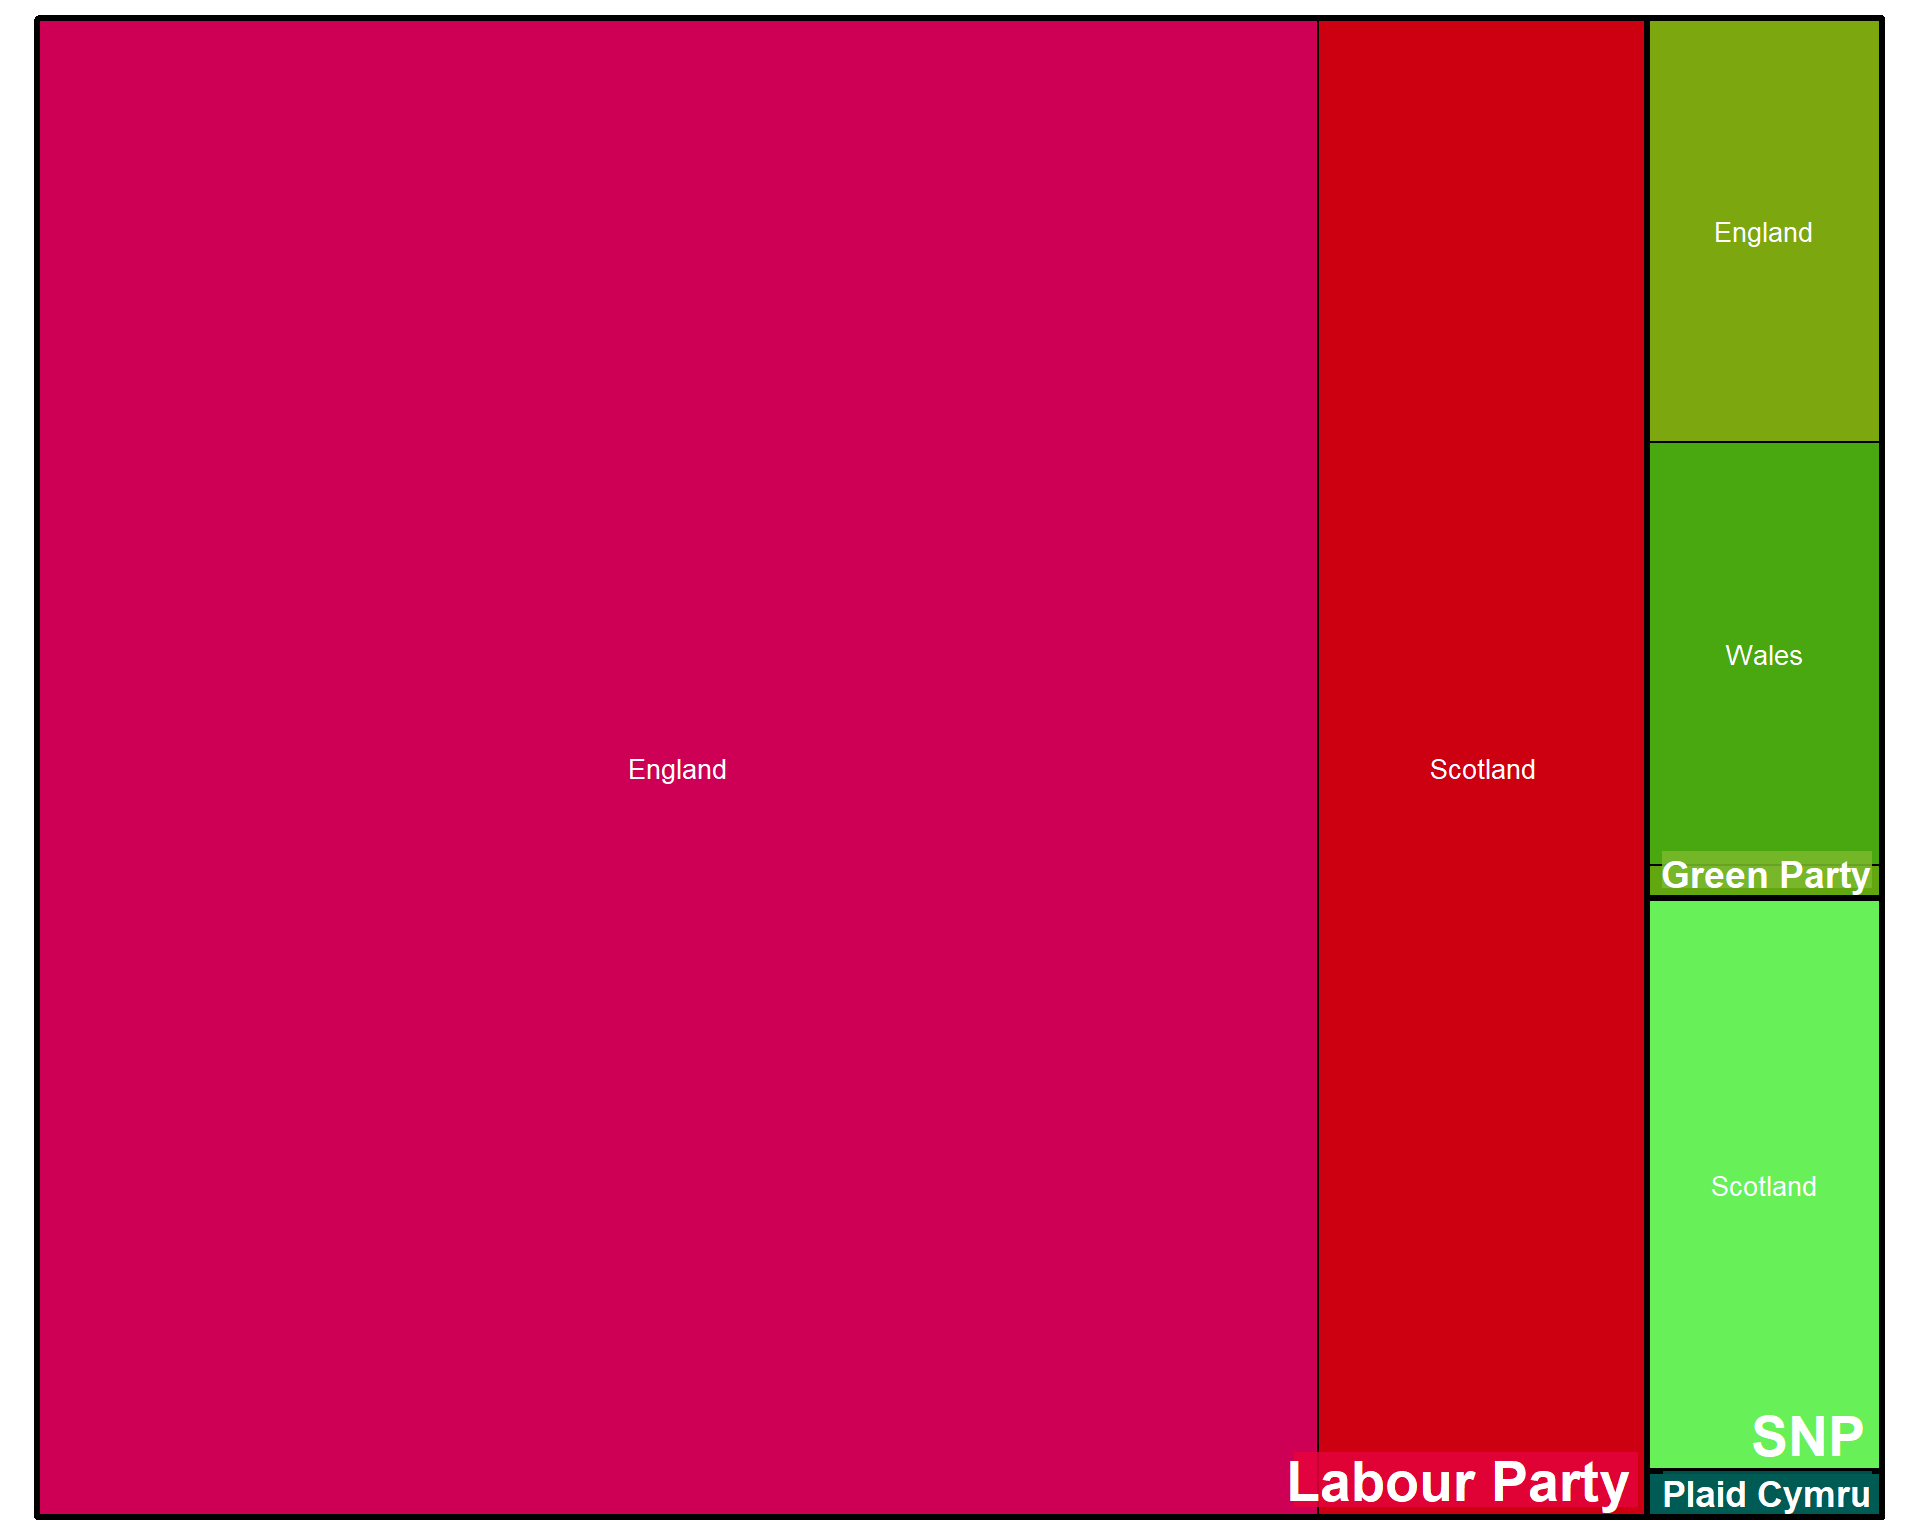 England
Wales
England
Scotland
Green Party
Scotland
SNP
Labour Party
Plaid Cymru